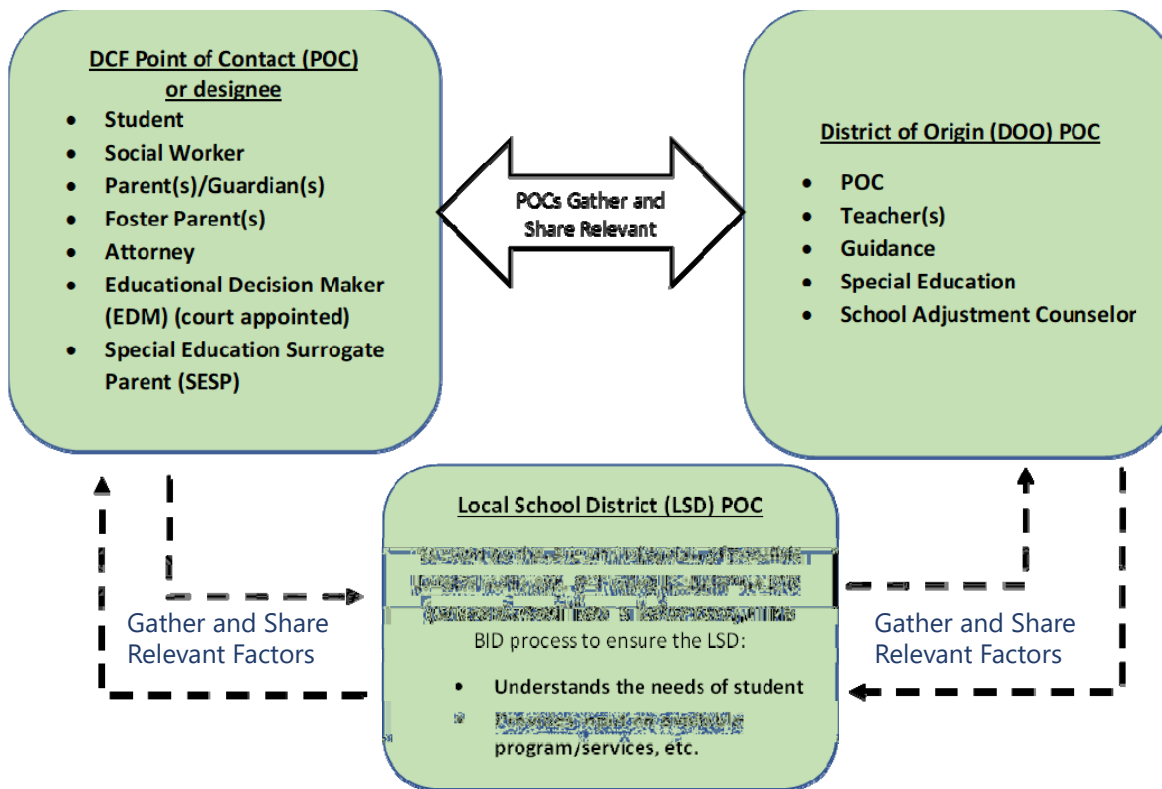 DCF Point of Contact (POC)
or designee
• Student
• Social Worker
• Parent(s)/Guardian(s)
• Foster Parent(s)
• Attorney
• Educational Decision Maker
(EDM) (court appointed)
• Special Education Surrogate
Parent (SESP)
POCs Gather and
Share Relevant
District of Origin (DOO) POC
• POC
• Teacher(s)
• Guidance
• Special Education
• School Adjustment Counselor
Local School District (LSD) POC
BID process to ensure the LSD:
• Understands the needs of student
program/services, etc.
Gather and Share
Relevant Factors
Gather and Share
Relevant Factors